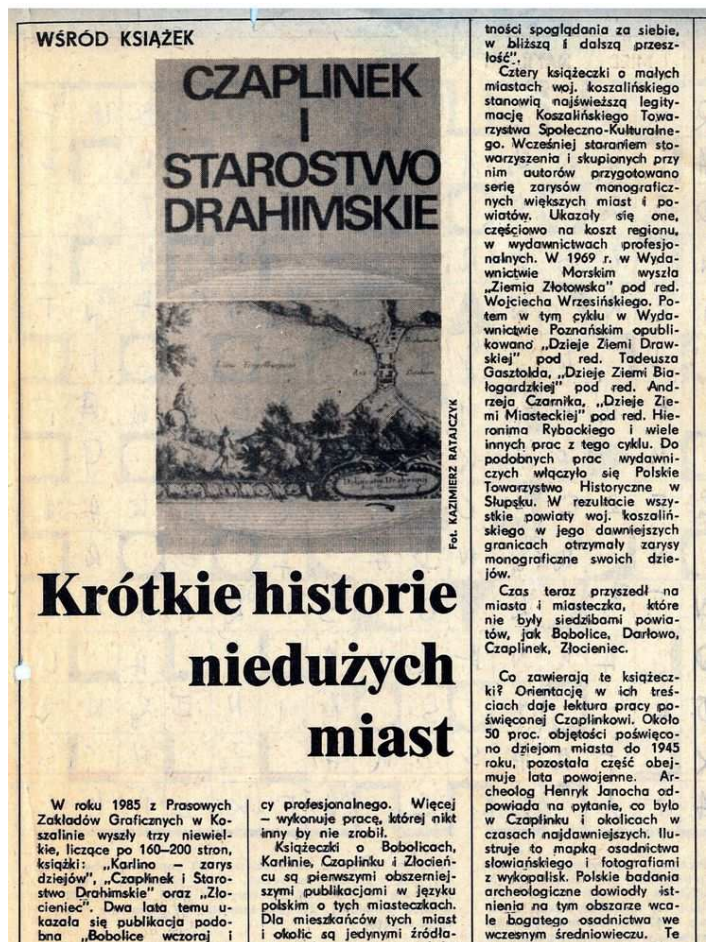 WŚRÓD KSIĄŻEK
CZAPLINEK
I
STAROSTWO
DRAHIMSKIE
Fot. KAZIMIERZ RATAJCZYK
Krótkie historie
niedużych
miast
W roku 1985 z Prasowych
Zakładów Graficznych w Ko-
szalinie wyszły trzy niewiel-
kie, liczące po 160–200 stron,
książki: „Karlino — zarys
dziejów”, „Czaplinek i Staro-
stwo Drahimskie” oraz „Zło-
cieniec”. Dwa lata temu u-
kazała się publikacja podo-
bna „Bobolice wczoraj i
cy profesjonalnego. Więcej
— wykonuje pracę, której nikt
inny by nie zrobił.
Książeczki o Bobolicach,
Karlinie, Czaplinku i Złocień-
cu są pierwszymi obszerniej-
szymi publikacjami w języku
polskim o tych miasteczkach.
Dla mieszkańców tych miast
i okolic są jedynymi źródła-
tności spoglądania za siebie,
w bliższą i dalszą przesz-
łość”.
Cztery książeczki o małych
miastach woj. koszalińskiego
stanowią najświeższą legity-
mację Koszalińskiego Towa-
rzystwa Społeczno-Kulturalne-
go. Wcześniej staraniem sto-
warzyszenia i skupionych przy
nim autorów przygotowano
serię zarysów monograficz-
nych większych miast i po-
wiatów. Ukazały się one,
częściowo na koszt regionu,
w wydawnictwach profesjo-
nalnych. W 1969 r. w Wyda-
wnictwie Morskim wyszła
„Ziemia Złotowska” pod red.
Wojciecha Wrzesińskiego. Po-
tem w tym cyklu w Wyda-
wnictwie Poznańskim opubli-
kowano „Dzieje Ziemi Draw-
skiej” pod red. Tadeusza
Gasztolda, „Dzieje Ziemi Bia-
łogardzkiej” pod red. And-
rzeja Czarnika, „Dzieje Zie-
mi Miasteckiej” pod red. Hie-
ronima Rybackiego i wiele
innych prac z tego cyklu. Do
podobnych prac wydawni-
czych włączyło się Polskie
Towarzystwo Historyczne w
Słupsku. W rezultacie wszy-
stkie powiaty woj. koszaliń-
skiego w jego dawniejszych
granicach otrzymały zarysy
monograficzne swoich dzie-
jów.
Czas teraz przyszedł na
miasta i miasteczka, które
nie były siedzibami powia-
tów, jak Bobolice, Darłowo,
Czaplinek, Złocieniec.
Co zawierają te książecz-
ki? Orientację w ich treś-
ciach daje lektura pracy po-
święconej Czaplinkowi. Około
50 proc. objętości poświęco-
no dziejom miasta do 1945
roku, pozostała część obej-
muje lata powojenne. Ar-
cheolog Henryk Janocha od-
powiada na pytanie, co było
w Czaplinku i okolicach w
czasach najdawniejszych. Ilu-
struje to mapką osadnictwa
słowiańskiego i fotografiami
z wykopalisk. Polskie badania
archeologiczne dowiodły ist-
nienia na tym obszarze wca-
le bogatego osadnictwa we
wczesnym średniowieczu. Te